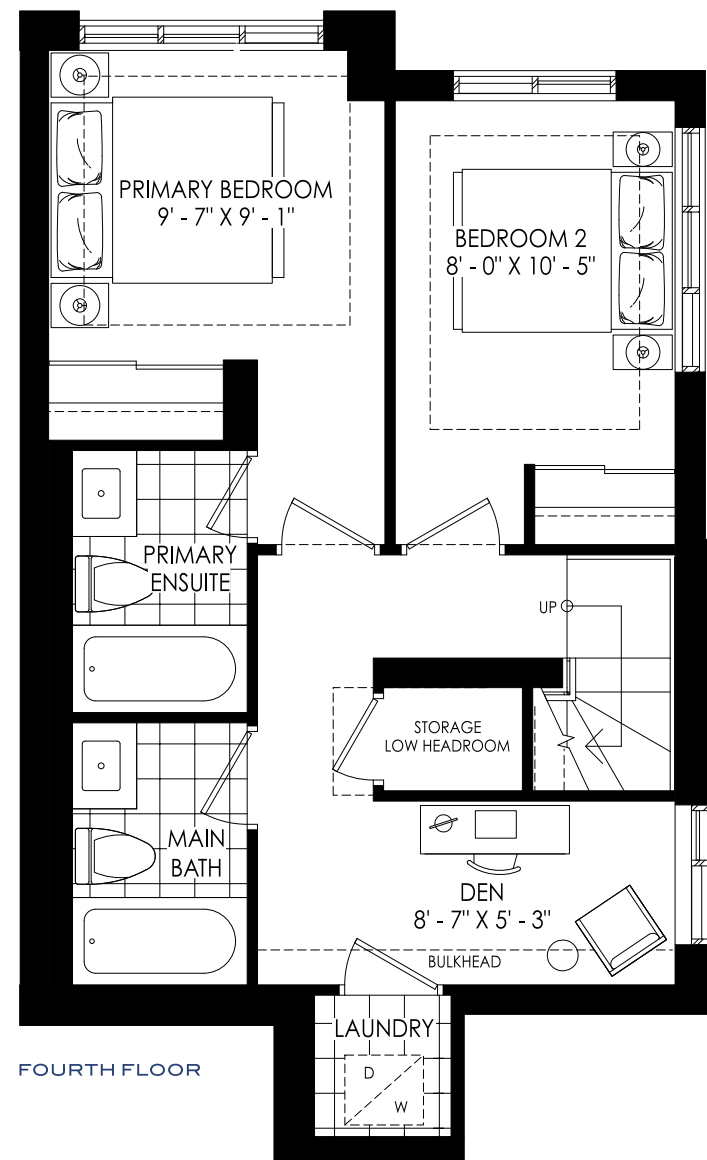 PRIMARY BEDROOM
9' - 7" X 9' - 1"
BEDROOM 2
8' - 0" X 10' - 5"
PRIMARY
ENSUITE
UP
STORAGE
LOW HEADROOM
MAIN
BATH
DEN
8' - 7" X 5' - 3"
BULKHEAD
LAUNDRY
D
W
FOURTH FLOOR